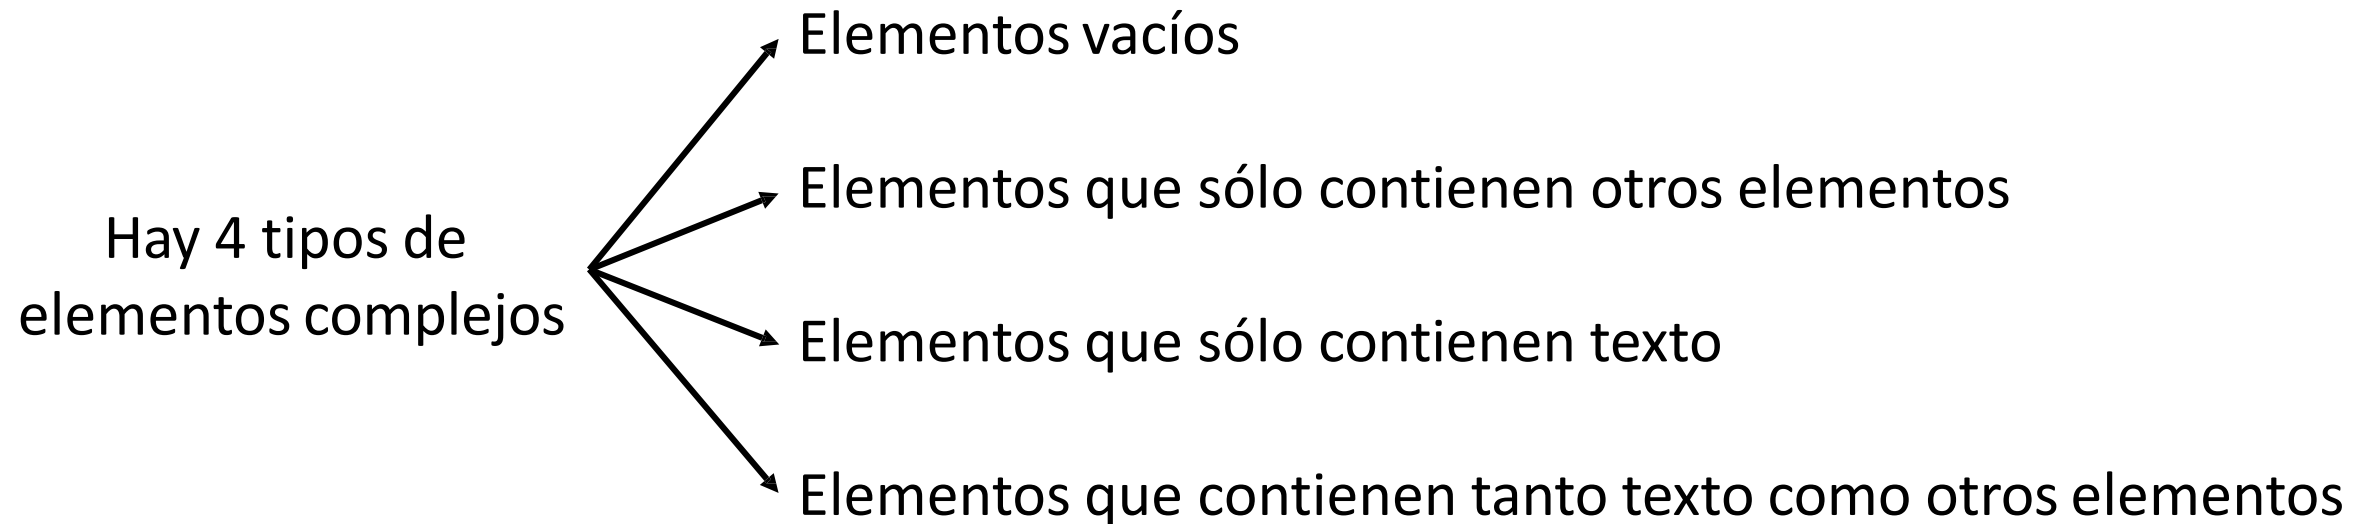 Hay 4 tipos de
elementos complejos
Elementos vacíos
Elementos que sólo contienen otros elementos
Elementos que sólo contienen texto
Elementos que contienen tanto texto como otros elementos